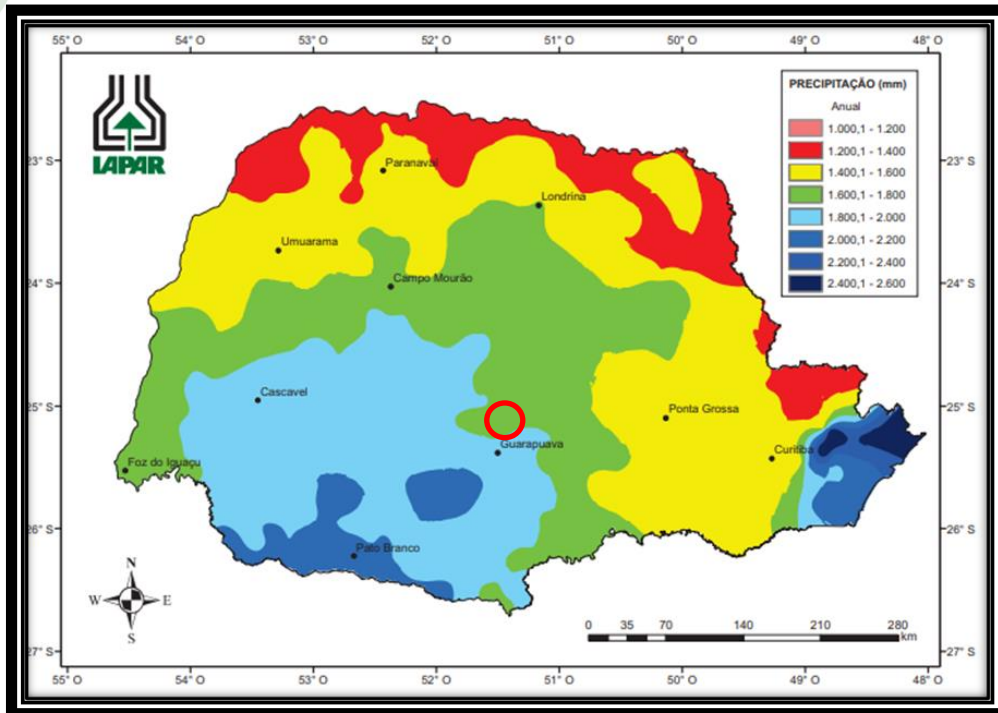 55° O 54° O 53° O 52° O 51° O 50° O 49° O 48° O
IAPAR
PRECIPITAÇÃO (mm)
Anual
1.000,1 - 1.200
1.200,1 - 1.400
1.400,1 - 1.600
1.600,1 - 1.800
1.800,1 - 2.000
2.000,1 - 2.200
2.200,1 - 2.400
2.400,1 - 2.600
23° S 23° S
Paranavaí
Londrina
Umuarama
24° S 24° S
Campo Mourão
Cascavel
25° S 25° S
Ponta Grossa
Guarapuava
Curitiba
Foz do Iguaçu
26° S 26° S
Pato Branco
N
W E
S
0 35 70 140 210 280
km
27° S 27° S
55° O 54° O 53° O 52° O 51° O 50° O 49° O 48° O